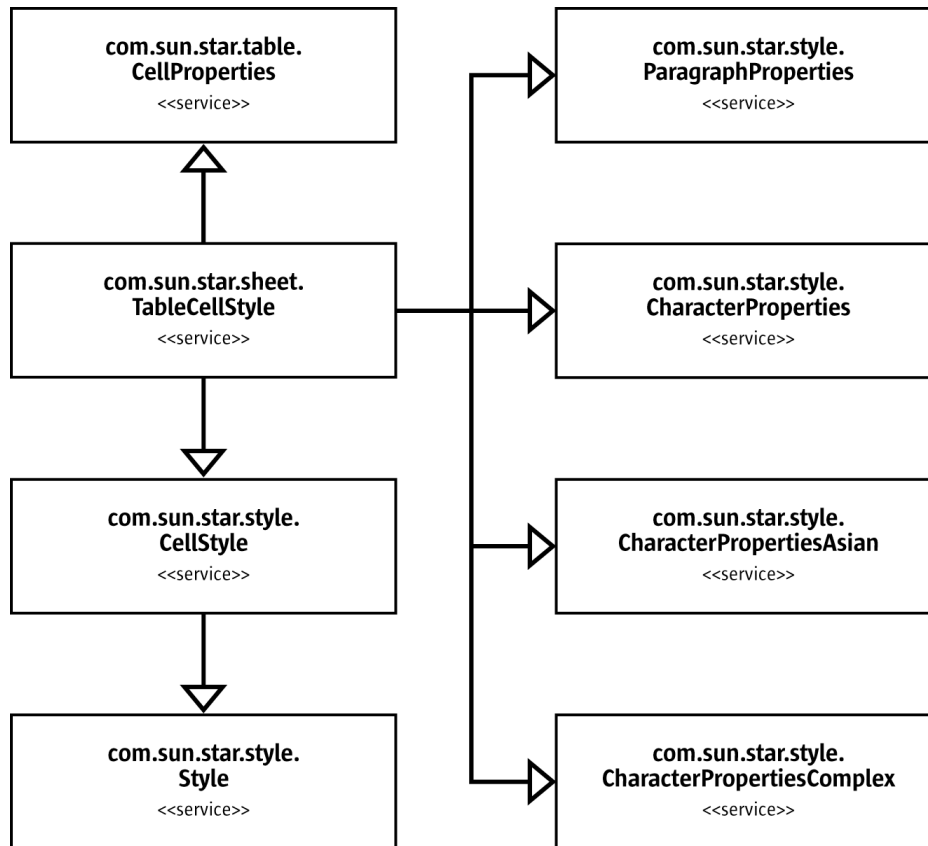 com.sun.star.table.
CellProperties
<<service>>
com.sun.star.style.
ParagraphProperties
<<service>>
com.sun.star.sheet.
TableCellStyle
<<service>>
com.sun.star.style.
CharacterProperties
<<service>>
com.sun.star.style.
CellStyle
<<service>>
com.sun.star.style.
CharacterPropertiesAsian
<<service>>
com.sun.star.style.
Style
<<service>>
com.sun.star.style.
CharacterPropertiesComplex
<<service>>